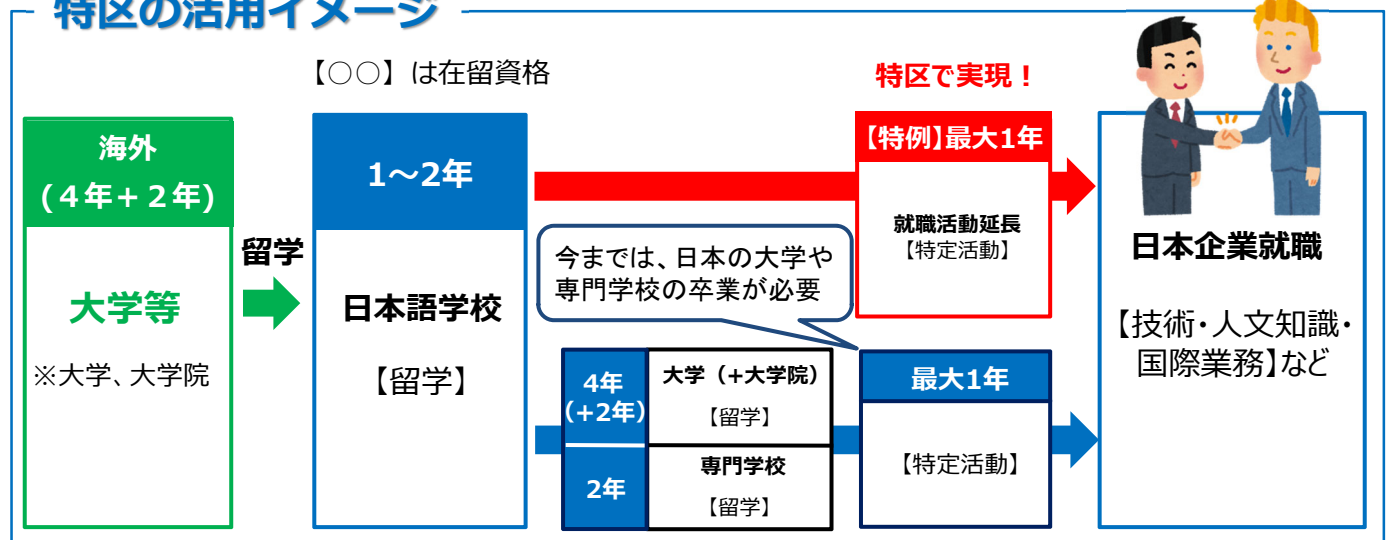 特区の活用イメージ
【○○】は在留資格
特区で実現！
海外
(４年+２年)
大学等
※大学、大学院
留学
1～2年
日本語学校
【留学】
【特例】最大1年
就職活動延長
【特定活動】
今までは、日本の大学や
専門学校の卒業が必要
4年
(+2年)
大学（+大学院）
【留学】
2年
専門学校
【留学】
最大1年
【特定活動】
日本企業就職
【技術・人文知識・
国際業務】など